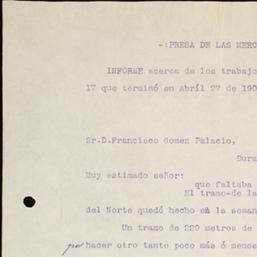 -:PRESA DE LAS MERC
INFORME acerca de los trabajo
17 que terminó en Abril 27 de 190
Sr.D.Francisco Gomez Palacio,
Dura
Muy estimado señor:
que faltaba
El tramo-de la
del Norte quedó hecho en la seman
Un tramo de 220 metros de
por hacer otro tanto poco más ó menos